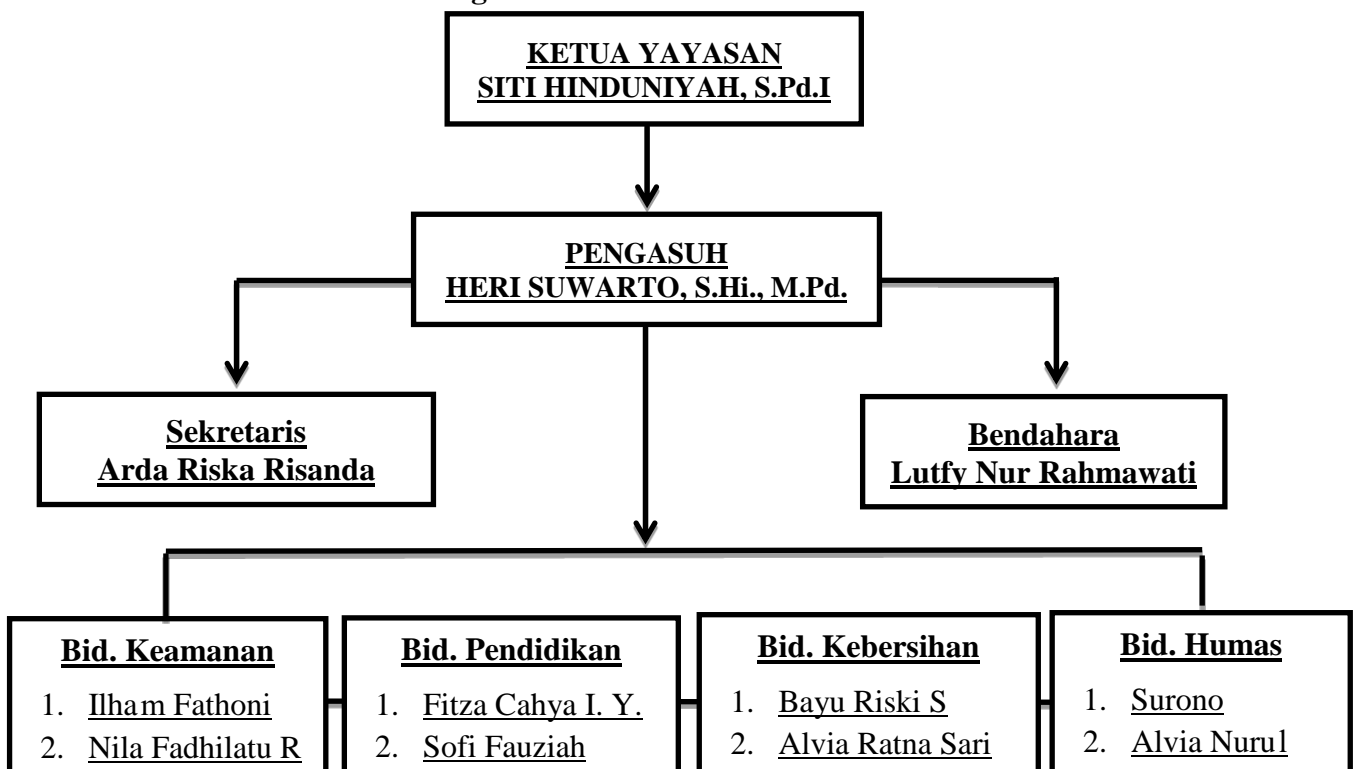 KETUA YAYASAN
SITI HINDUNIYAH, S.Pd.I
PENGASUH
HERI SUWARTO, S.Hi., M.Pd.
Sekretaris
Arda Riska Risanda
Bendahara
Lutfy Nur Rahmawati
Bid. Keamanan
1. Ilham Fathoni
2. Nila Fadhilatu R
Bid. Pendidikan
1. Fitza Cahya I. Y.
2. Sofi Fauziah
Bid. Kebersihan
1. Bayu Riski S
2. Alvia Ratna Sari
Bid. Humas
1. Surono
2. Alvia Nurul